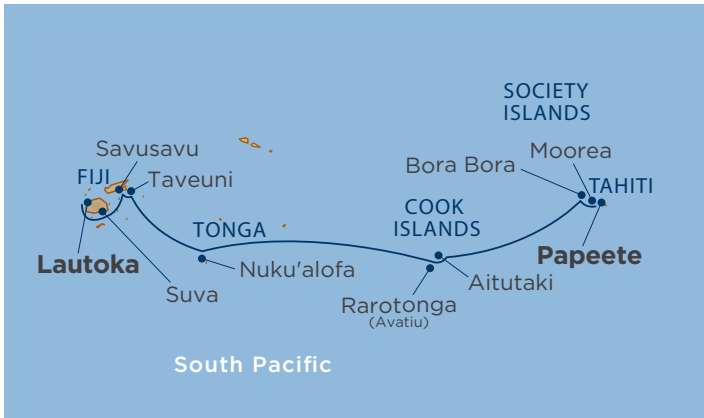 SOCIETY
ISLANDS
Savusavu
Moorea
Bora Bora
FIJI
Taveuni
TAHITI
COOK
ISLANDS
TONGA
Papeete
Lautoka
Nuku'alofa
Aitutaki
Suva
Rarotonga
(Avatiu)
South Pacific